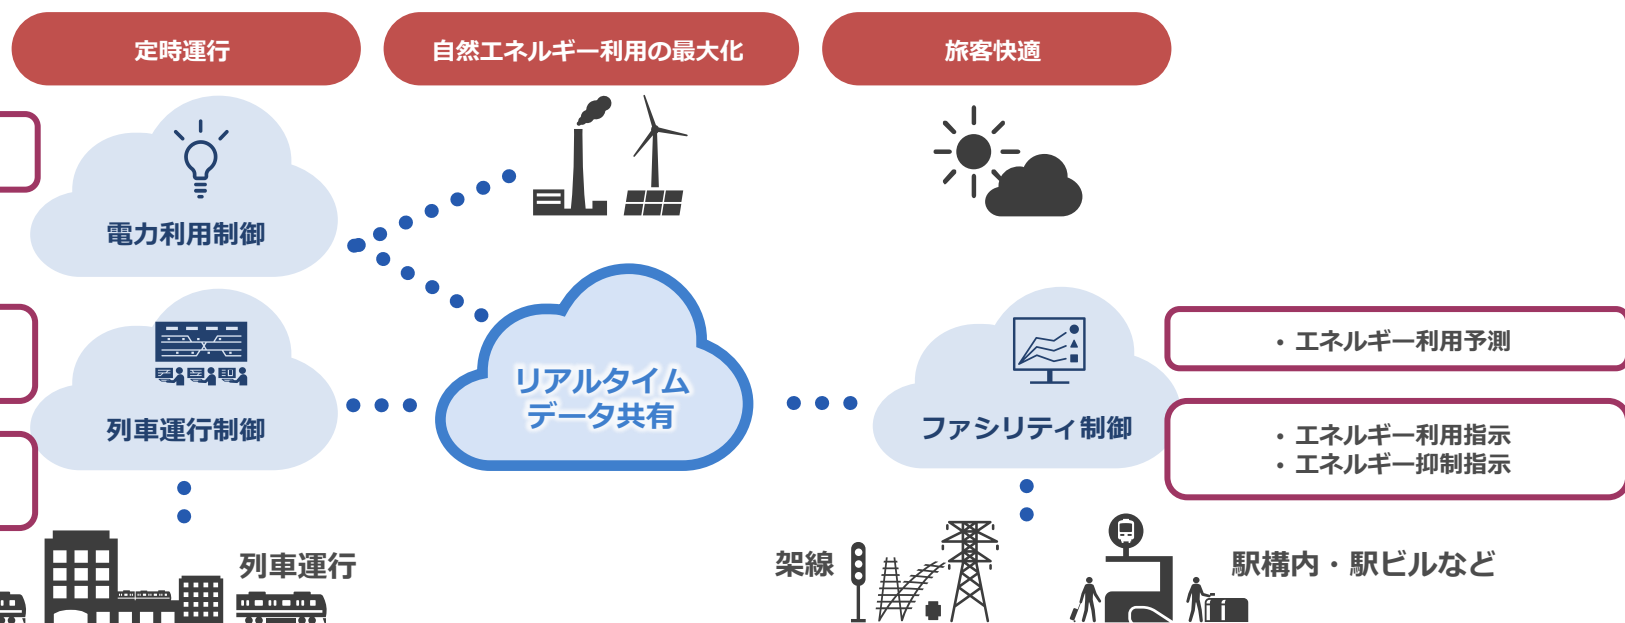 定時運行
自然エネルギー利用の最大化
旅客快適
電力利用制御
リアルタイム
データ共有
列車運行制御
ファシリティ制御
・エネルギー利用予測
・エネルギー利用指示
・エネルギー抑制指示
列車運行
架線
駅構内・駅ビルなど